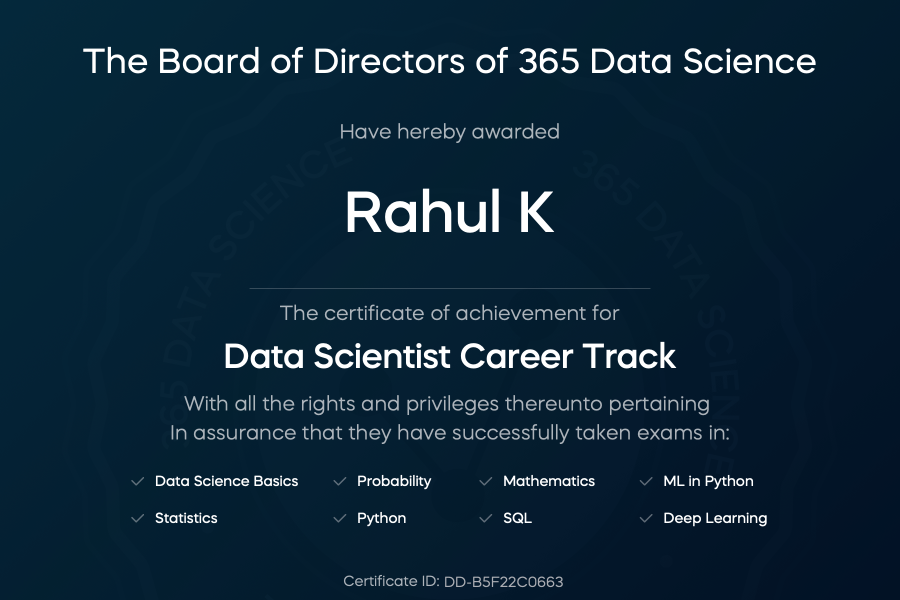 The Board of Directors of 365 Data Science
Have hereby awarded
365 DATA SCIENCE
365 DATA SCIENCE
Rahul K
The certificate of achievement for
Data Scientist Career Track
With all the rights and privileges thereunto pertaining
In assurance that they have successfully taken exams in:
Data Science Basics Probability Mathematics ML in Python
Statistics Python SQL Deep Learning
Certificate ID: DD-B5F22C0663